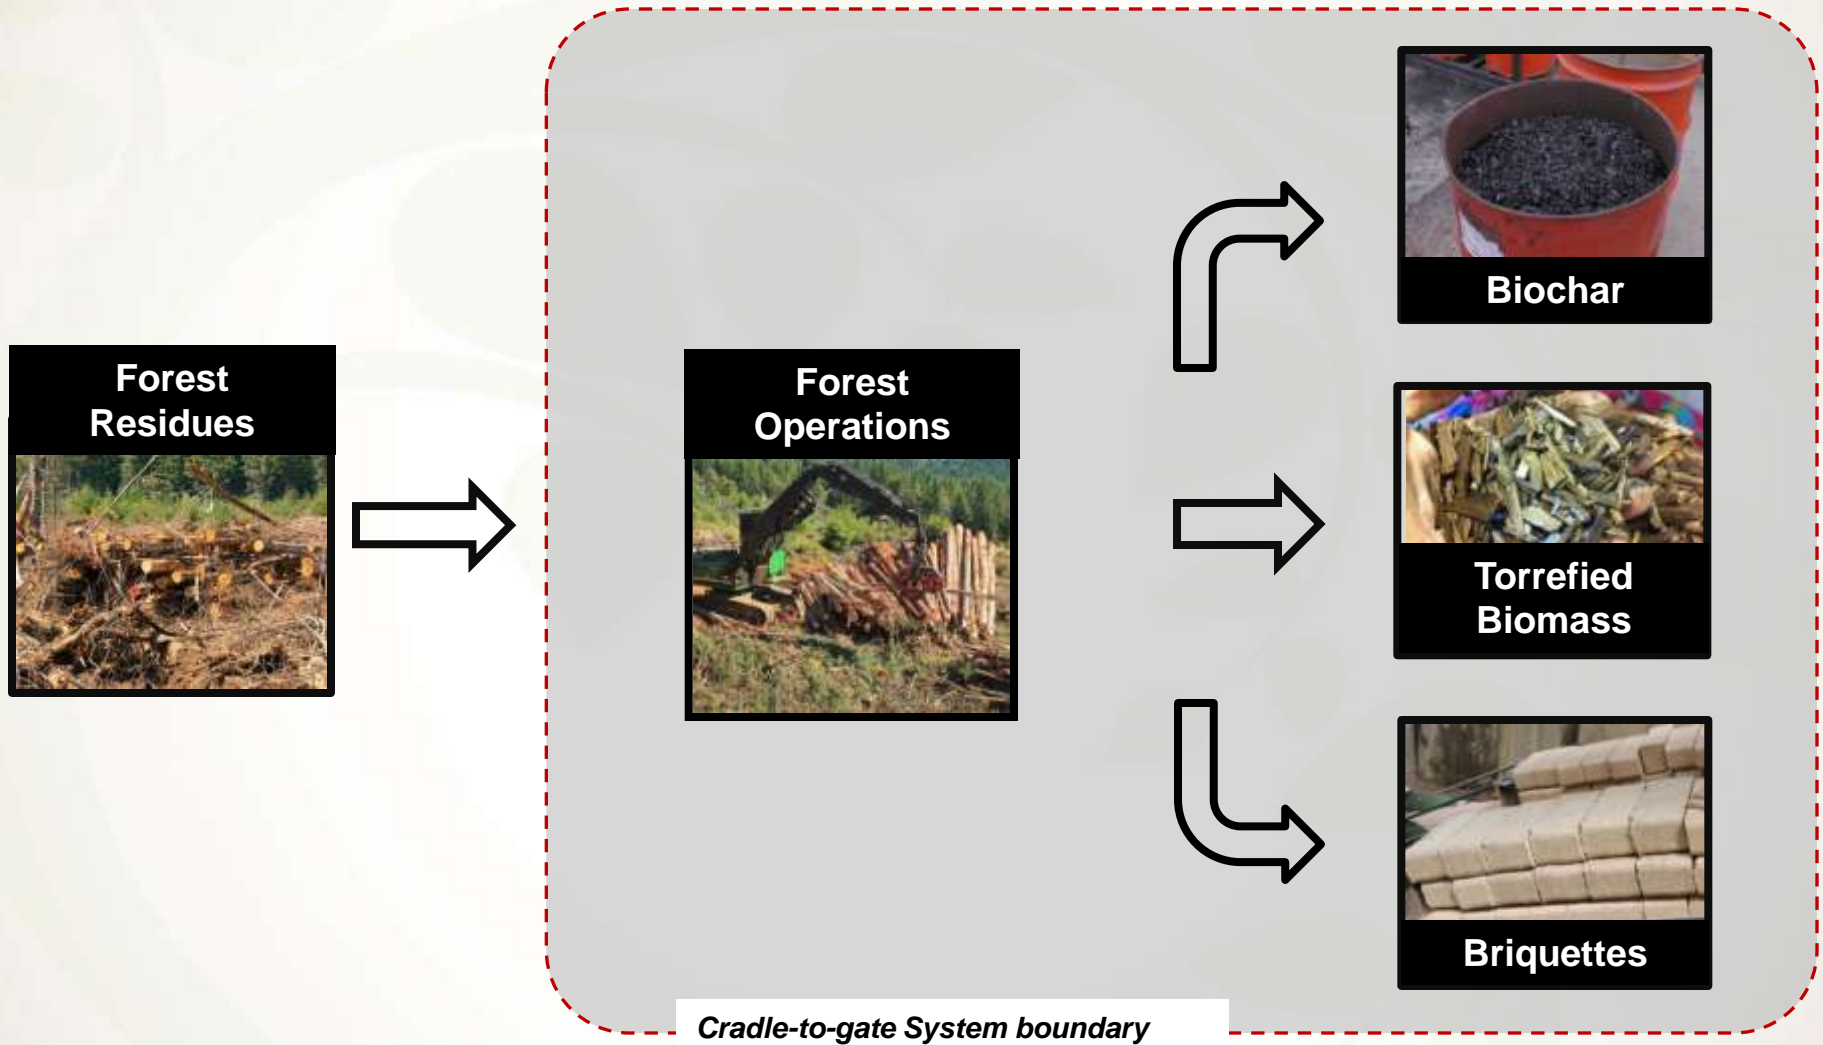 Forest
Residues
Forest
Operations
Biochar
Torrefied
Biomass
Briquettes
Cradle-to-gate System boundary